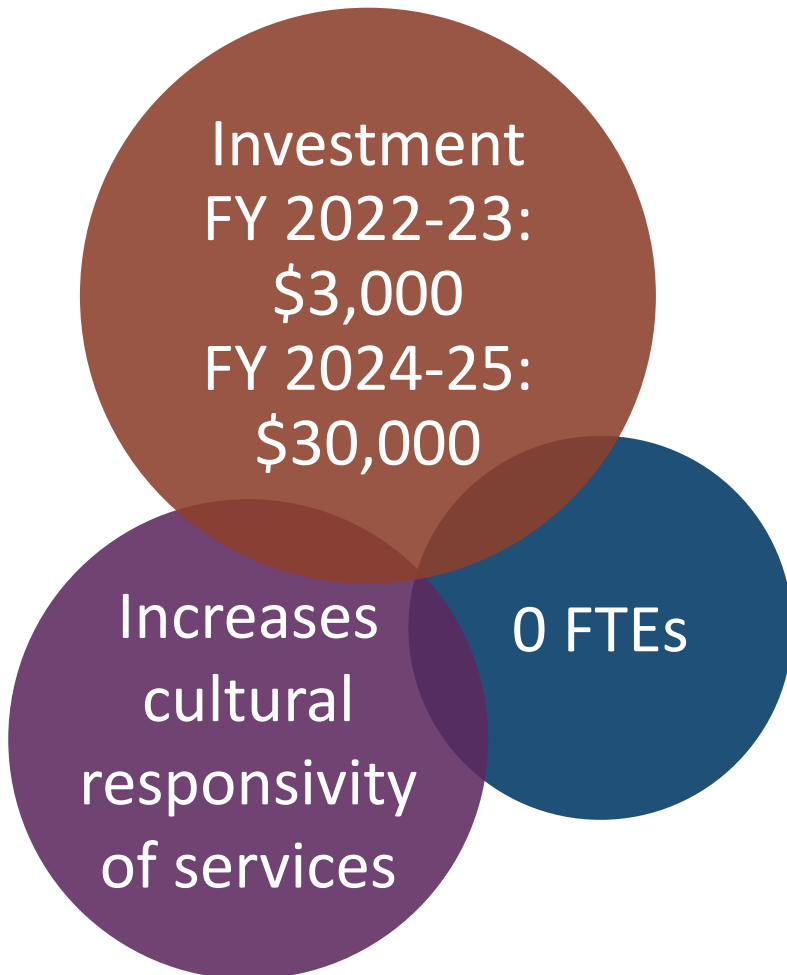 Investment
FY 2022-23:
$3,000
FY 2024-25:
$30,000
0 FTEs
Increases
cultural
responsivity
of services